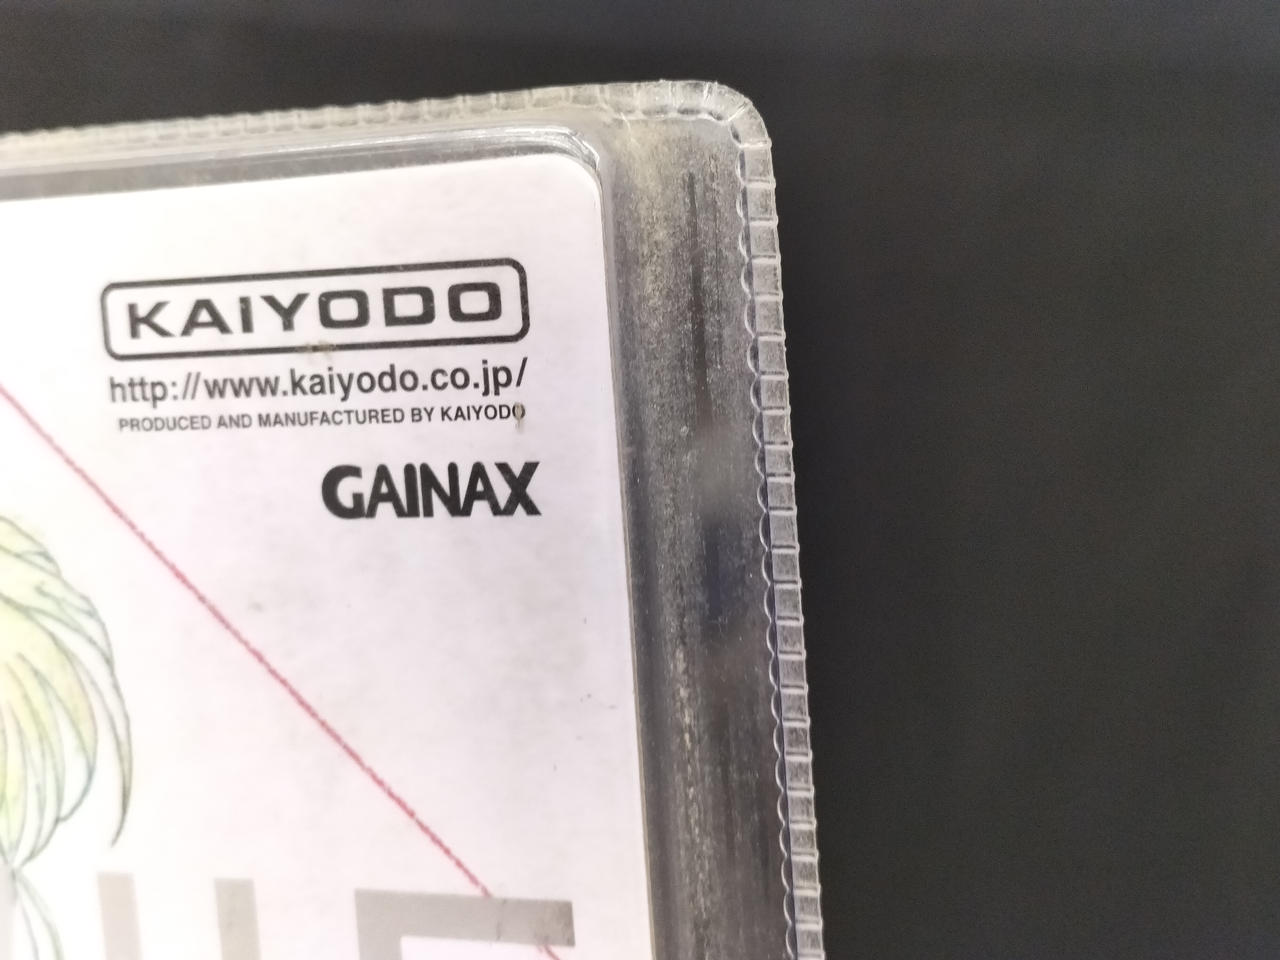 KAIYODO
http://www.kaiyodo.co.jp/
PRODUCED AND MANUFACTURED BY KAIYODO
GAINAX